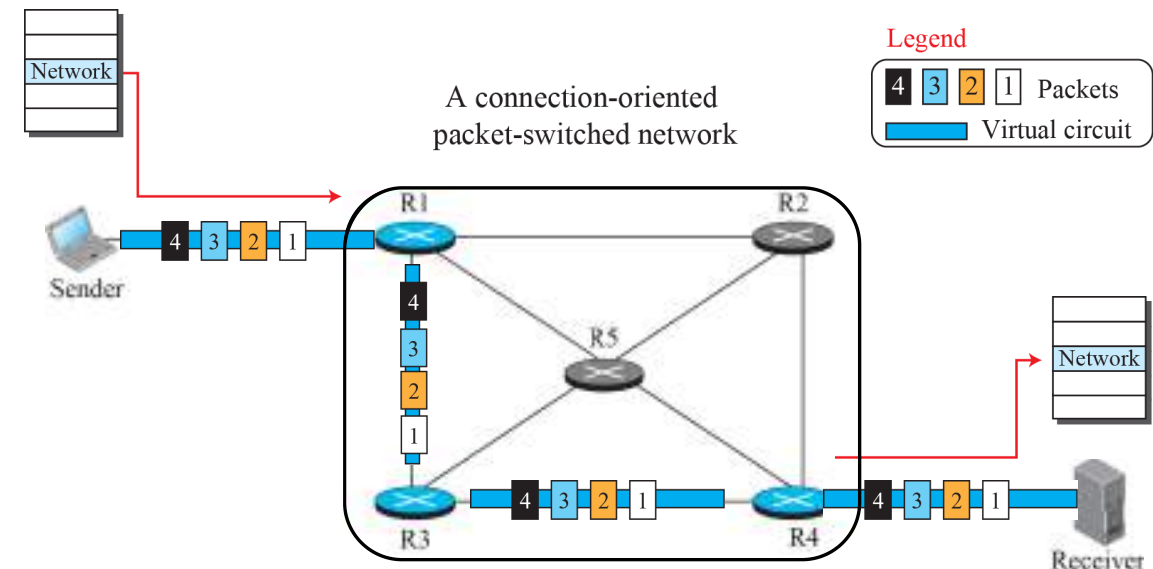 Legend
Network
4 3 2 1 Packets
Virtual circuit
A connection-oriented
packet-switched network
R1
R2
4 3 2 1
Sender
4
3
2
1
R5
Network
R3
4 3 2 1
R4
4 3 2 1
Receiver